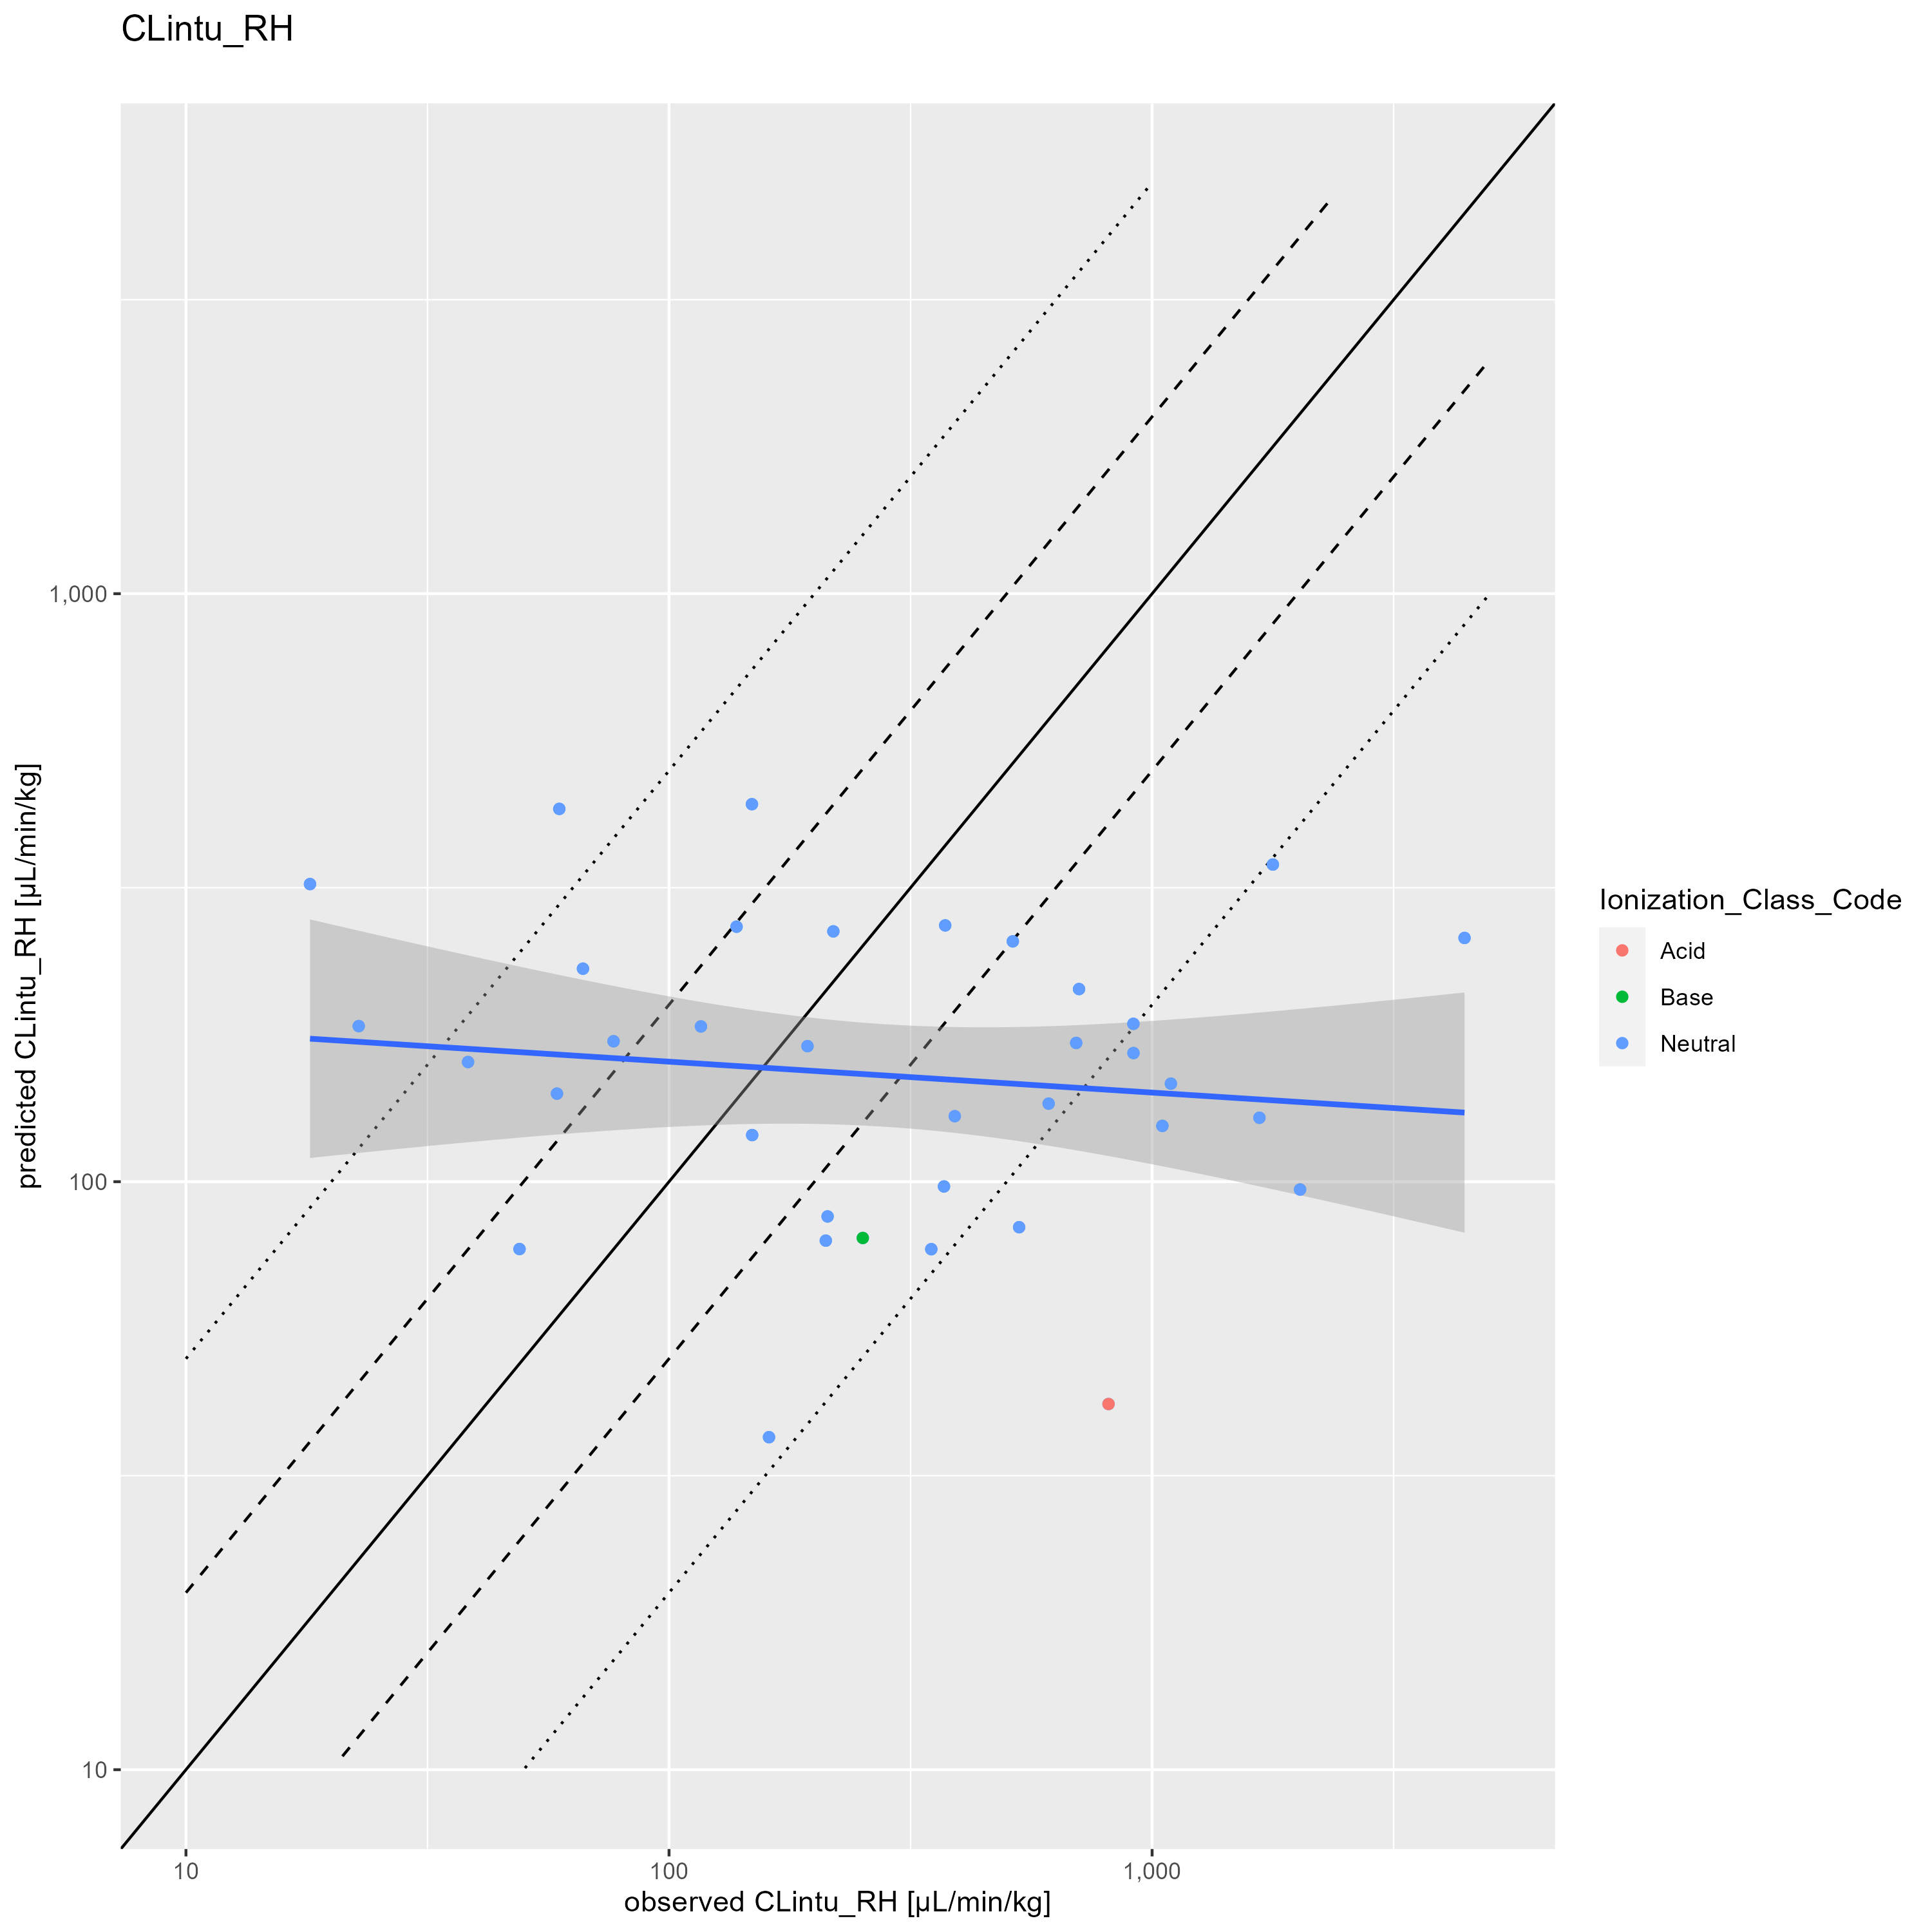 CLintu_RH
predicted CLintu_RH [µL/min/kg]
1,000
100
10
10
100
1,000
observed CLintu_RH [µL/min/kg]
Ionization_Class_Code
Acid
Base
Neutral